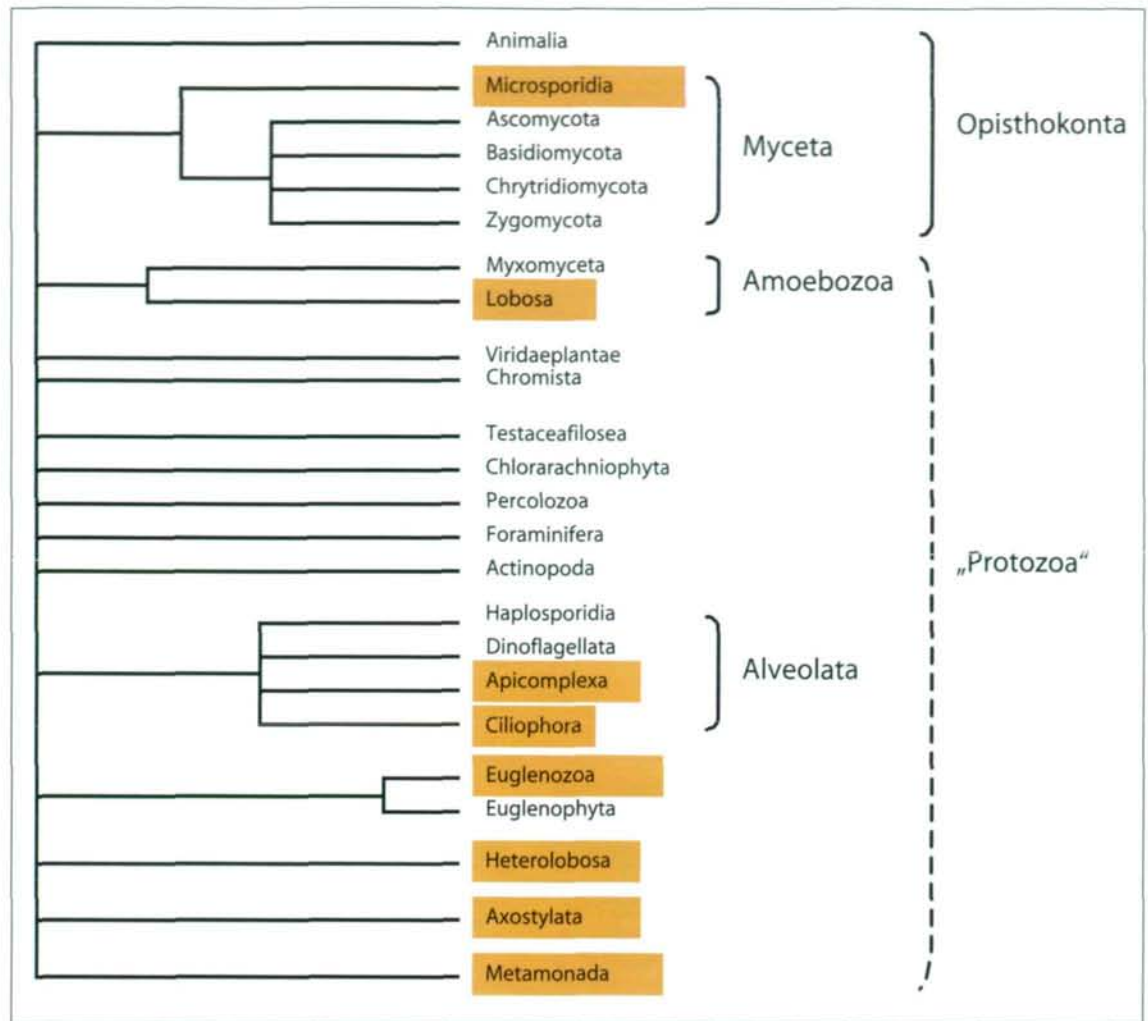 Animalia
Microsporidia
Ascomycota
Basidiomycota
Chrytridiomycota
Zygomycota
Myceta
Opisthokonta
Myxomyceta
Lobosa
Amoebozoa
Viridaeplantae
Chromista
Testaceafilosea
Chlorarachniophyta
Percolozoa
Foraminifera
Actinopoda
„Protozoa“
Haplosporidia
Dinoflagellata
Apicomplexa
Ciliophora
Alveolata
Euglenozoa
Euglenophyta
Heterolobosa
Axostylata
Metamonada